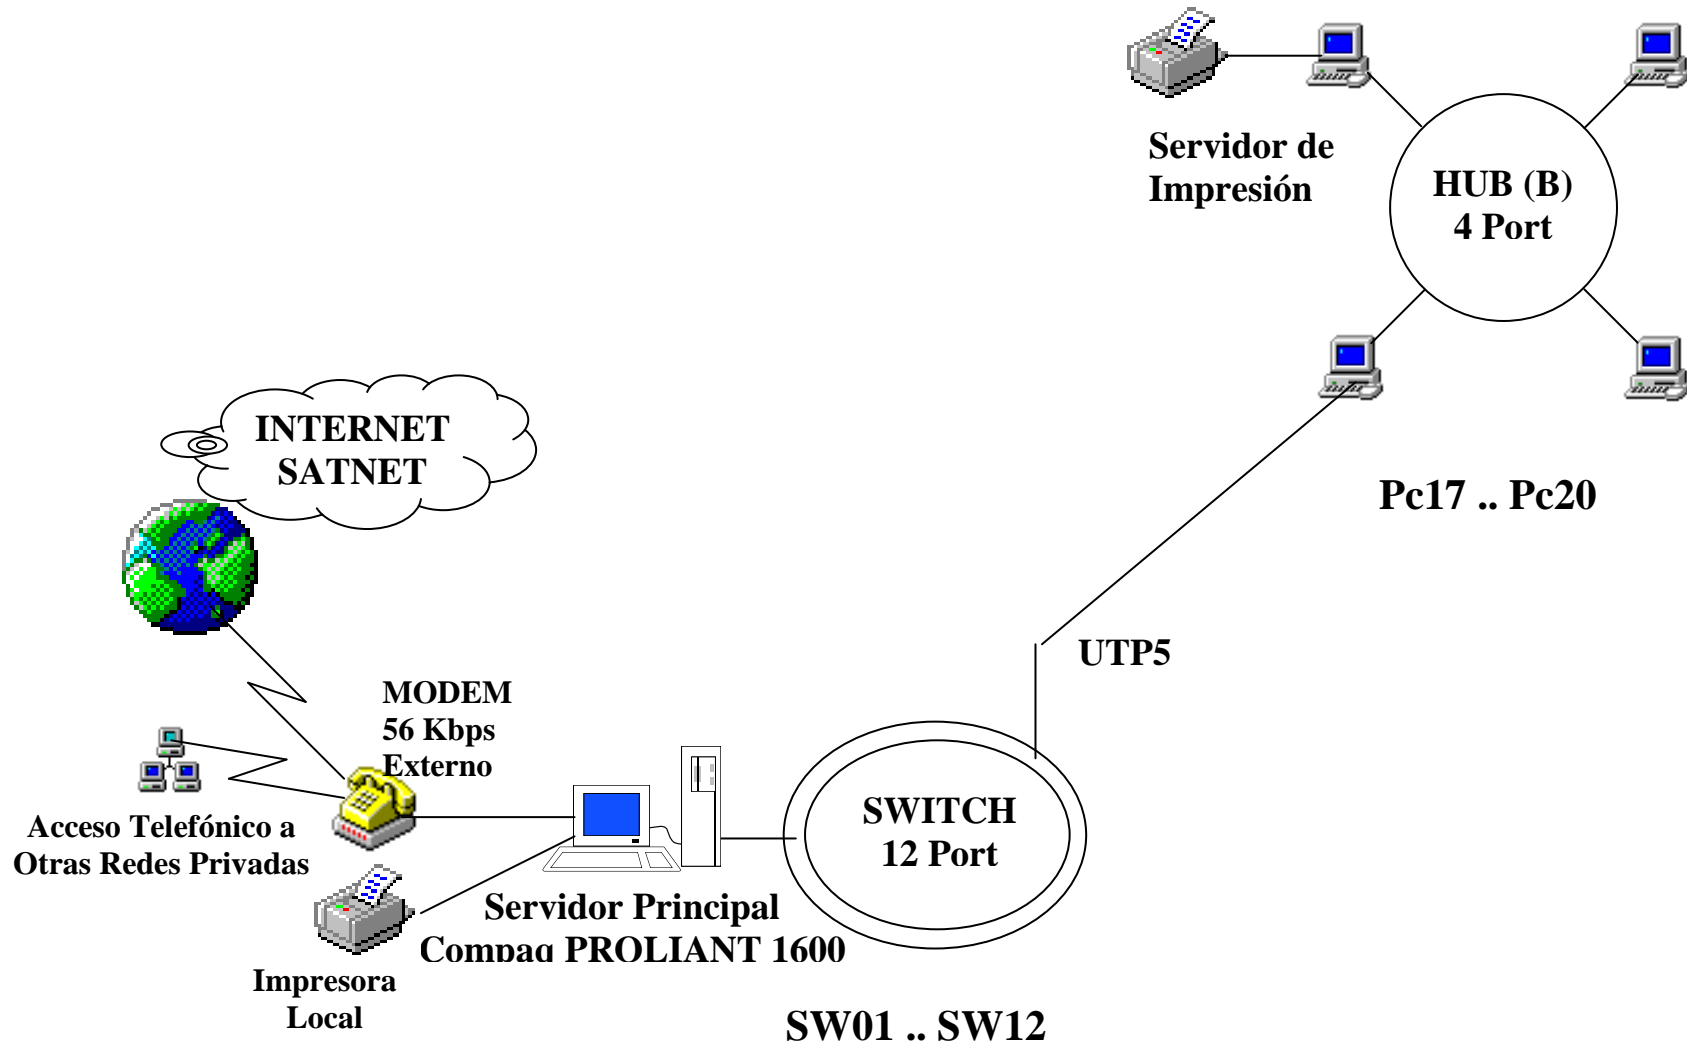 Servidor de
Impresión
HUB (B)
4 Port
INTERNET
SATNET
Pc17 .. Pc20
UTP5
MODEM
56 Kbps
Externo
SWITCH
12 Port
Acceso Telefónico a
Otras Redes Privadas
Servidor Principal
Compaq PROLIANT 1600
Impresora
Local
SW01 .. SW12